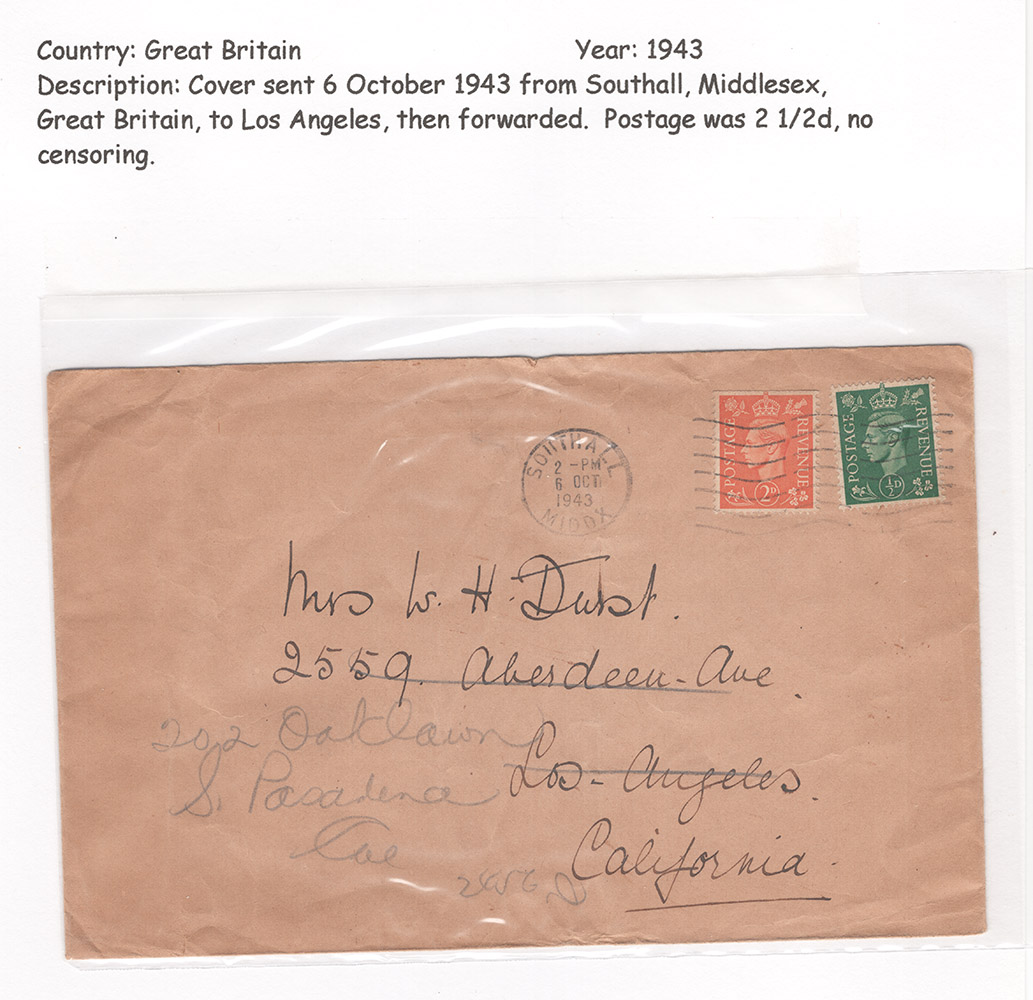 Country: Great Britain Year: 1943
Description: Cover sent 6 October 1943 from Southall, Middlesex,
Great Britain, to Los Angeles, then forwarded. Postage was 2 1/2d, no
censoring.
SOUTHALL
2 - PM
6 OCT
1943
MIDDX
POSTAGE REVENUE
2D
POSTAGE REVENUE
½D
Mrs W. H. Durst.
2559. Aberdeen-Ave.
202 Oaklawn
Los-Angeles.
S. Pasadena
California.